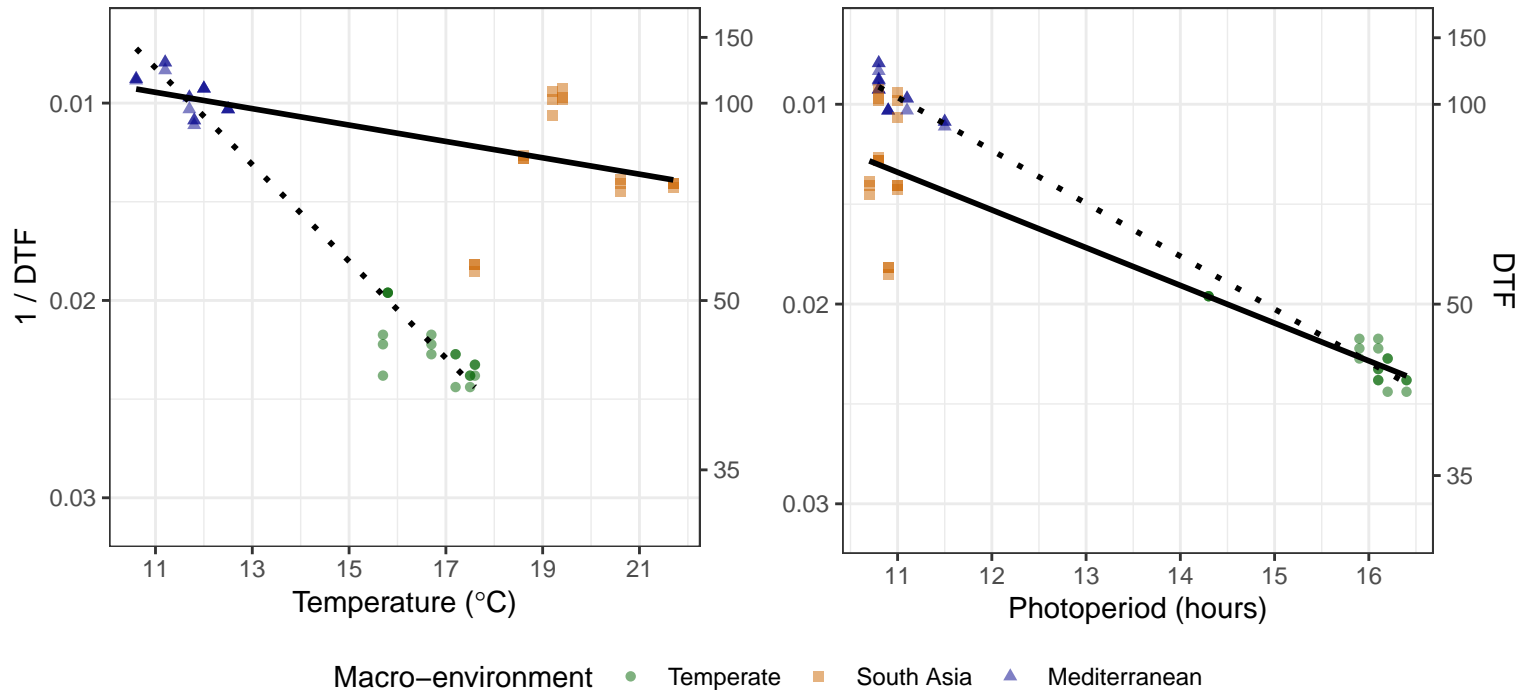 1 / DTF
0.01
0.02
0.03
150
100
50
35
11 13 15 17 19 21
Temperature (°C)
0.01
0.02
0.03
150
100
50
35
DTF
11 12 13 14 15 16
Photoperiod (hours)
Macro−environment Temperate South Asia Mediterranean